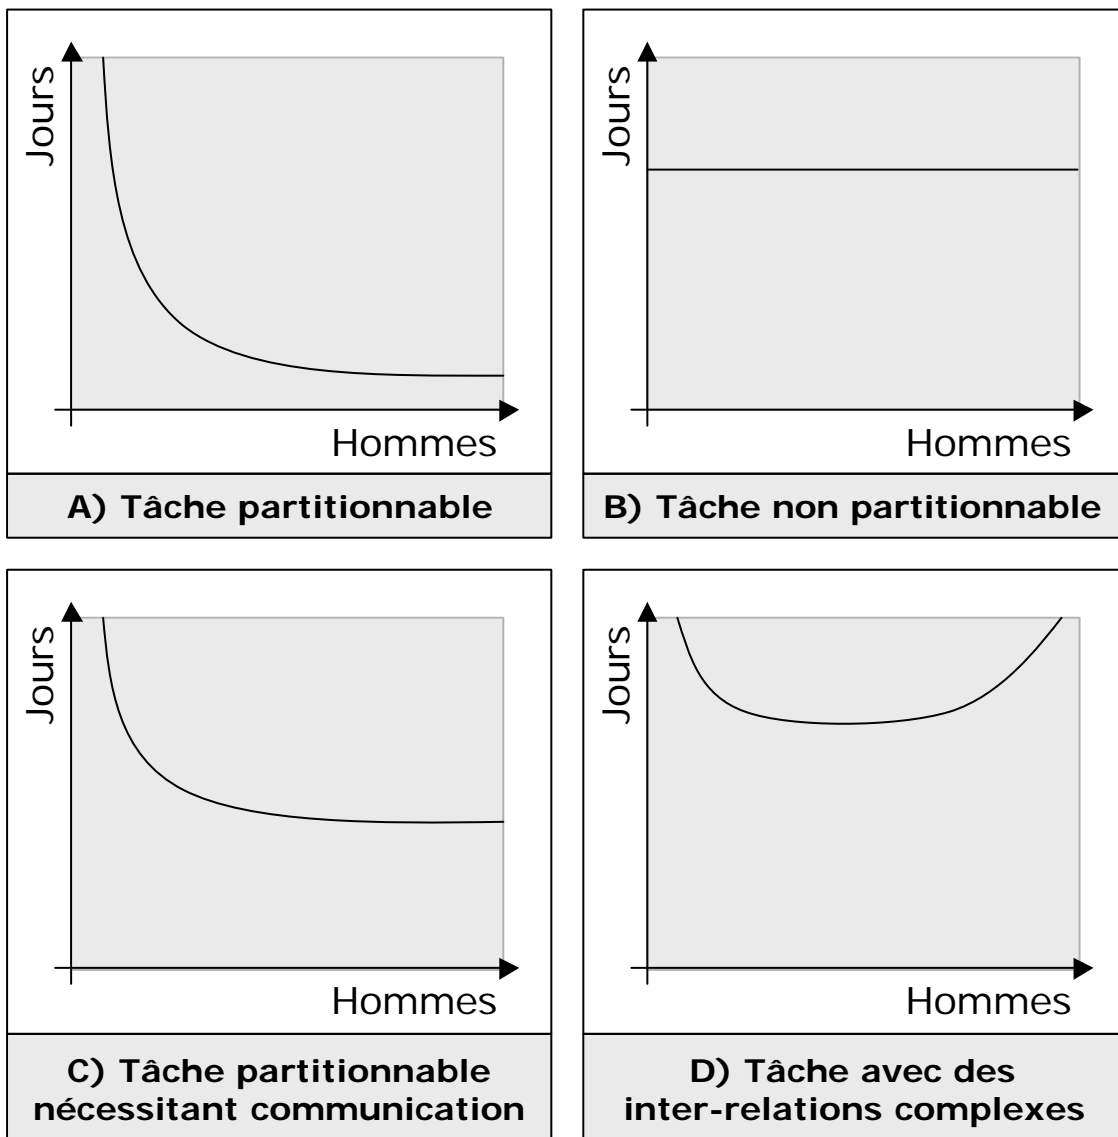 Jours
Hommes
A) Tâche partitionnable
Jours
Hommes
B) Tâche non partitionnable
Jours
Hommes
C) Tâche partitionnable
nécessitant communication
Jours
Hommes
D) Tâche avec des
inter-relations complexes